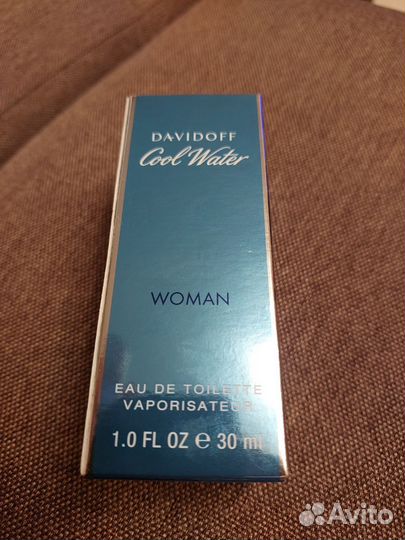 DAVIDOFF
Cool Water
WOMAN
EAU DE TOILETTE
VAPORISATEUR
1.0 FL OZ e 30 ml
Avito